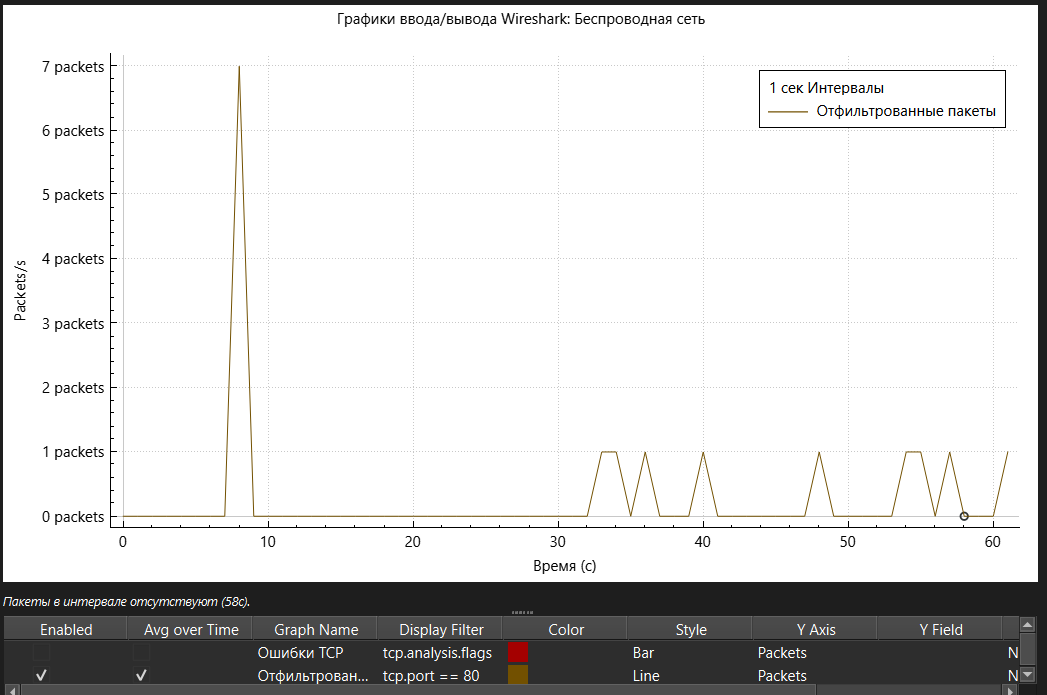 Графики ввода/вывода Wireshark: Беспроводная сеть
7 packets
6 packets
5 packets
4 packets
3 packets
2 packets
1 packets
0 packets
Packets/s
1 сек Интервалы
Отфильтрованные пакеты
0 10 20 30 40 50 60
Время (с)
Пакеты в интервале отсутствуют (58с).
Enabled Avg over Time Graph Name Display Filter Color Style Y Axis Y Field
Ошибки TCP tcp.analysis.flags Bar Packets N
Отфильтрован... tcp.port == 80 Line Packets N